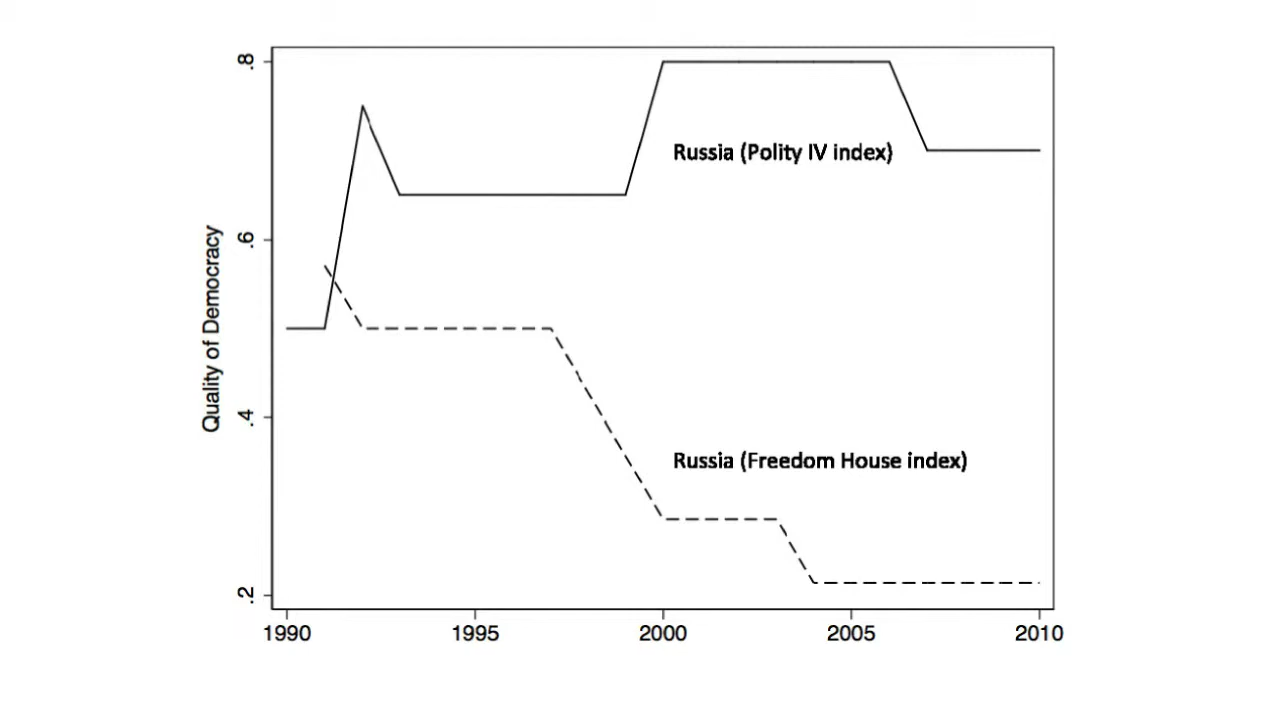 .8
Russia (Polity IV index)
.6
Quality of Democracy
.4
Russia (Freedom House index)
.2
1990 1995 2000 2005 2010